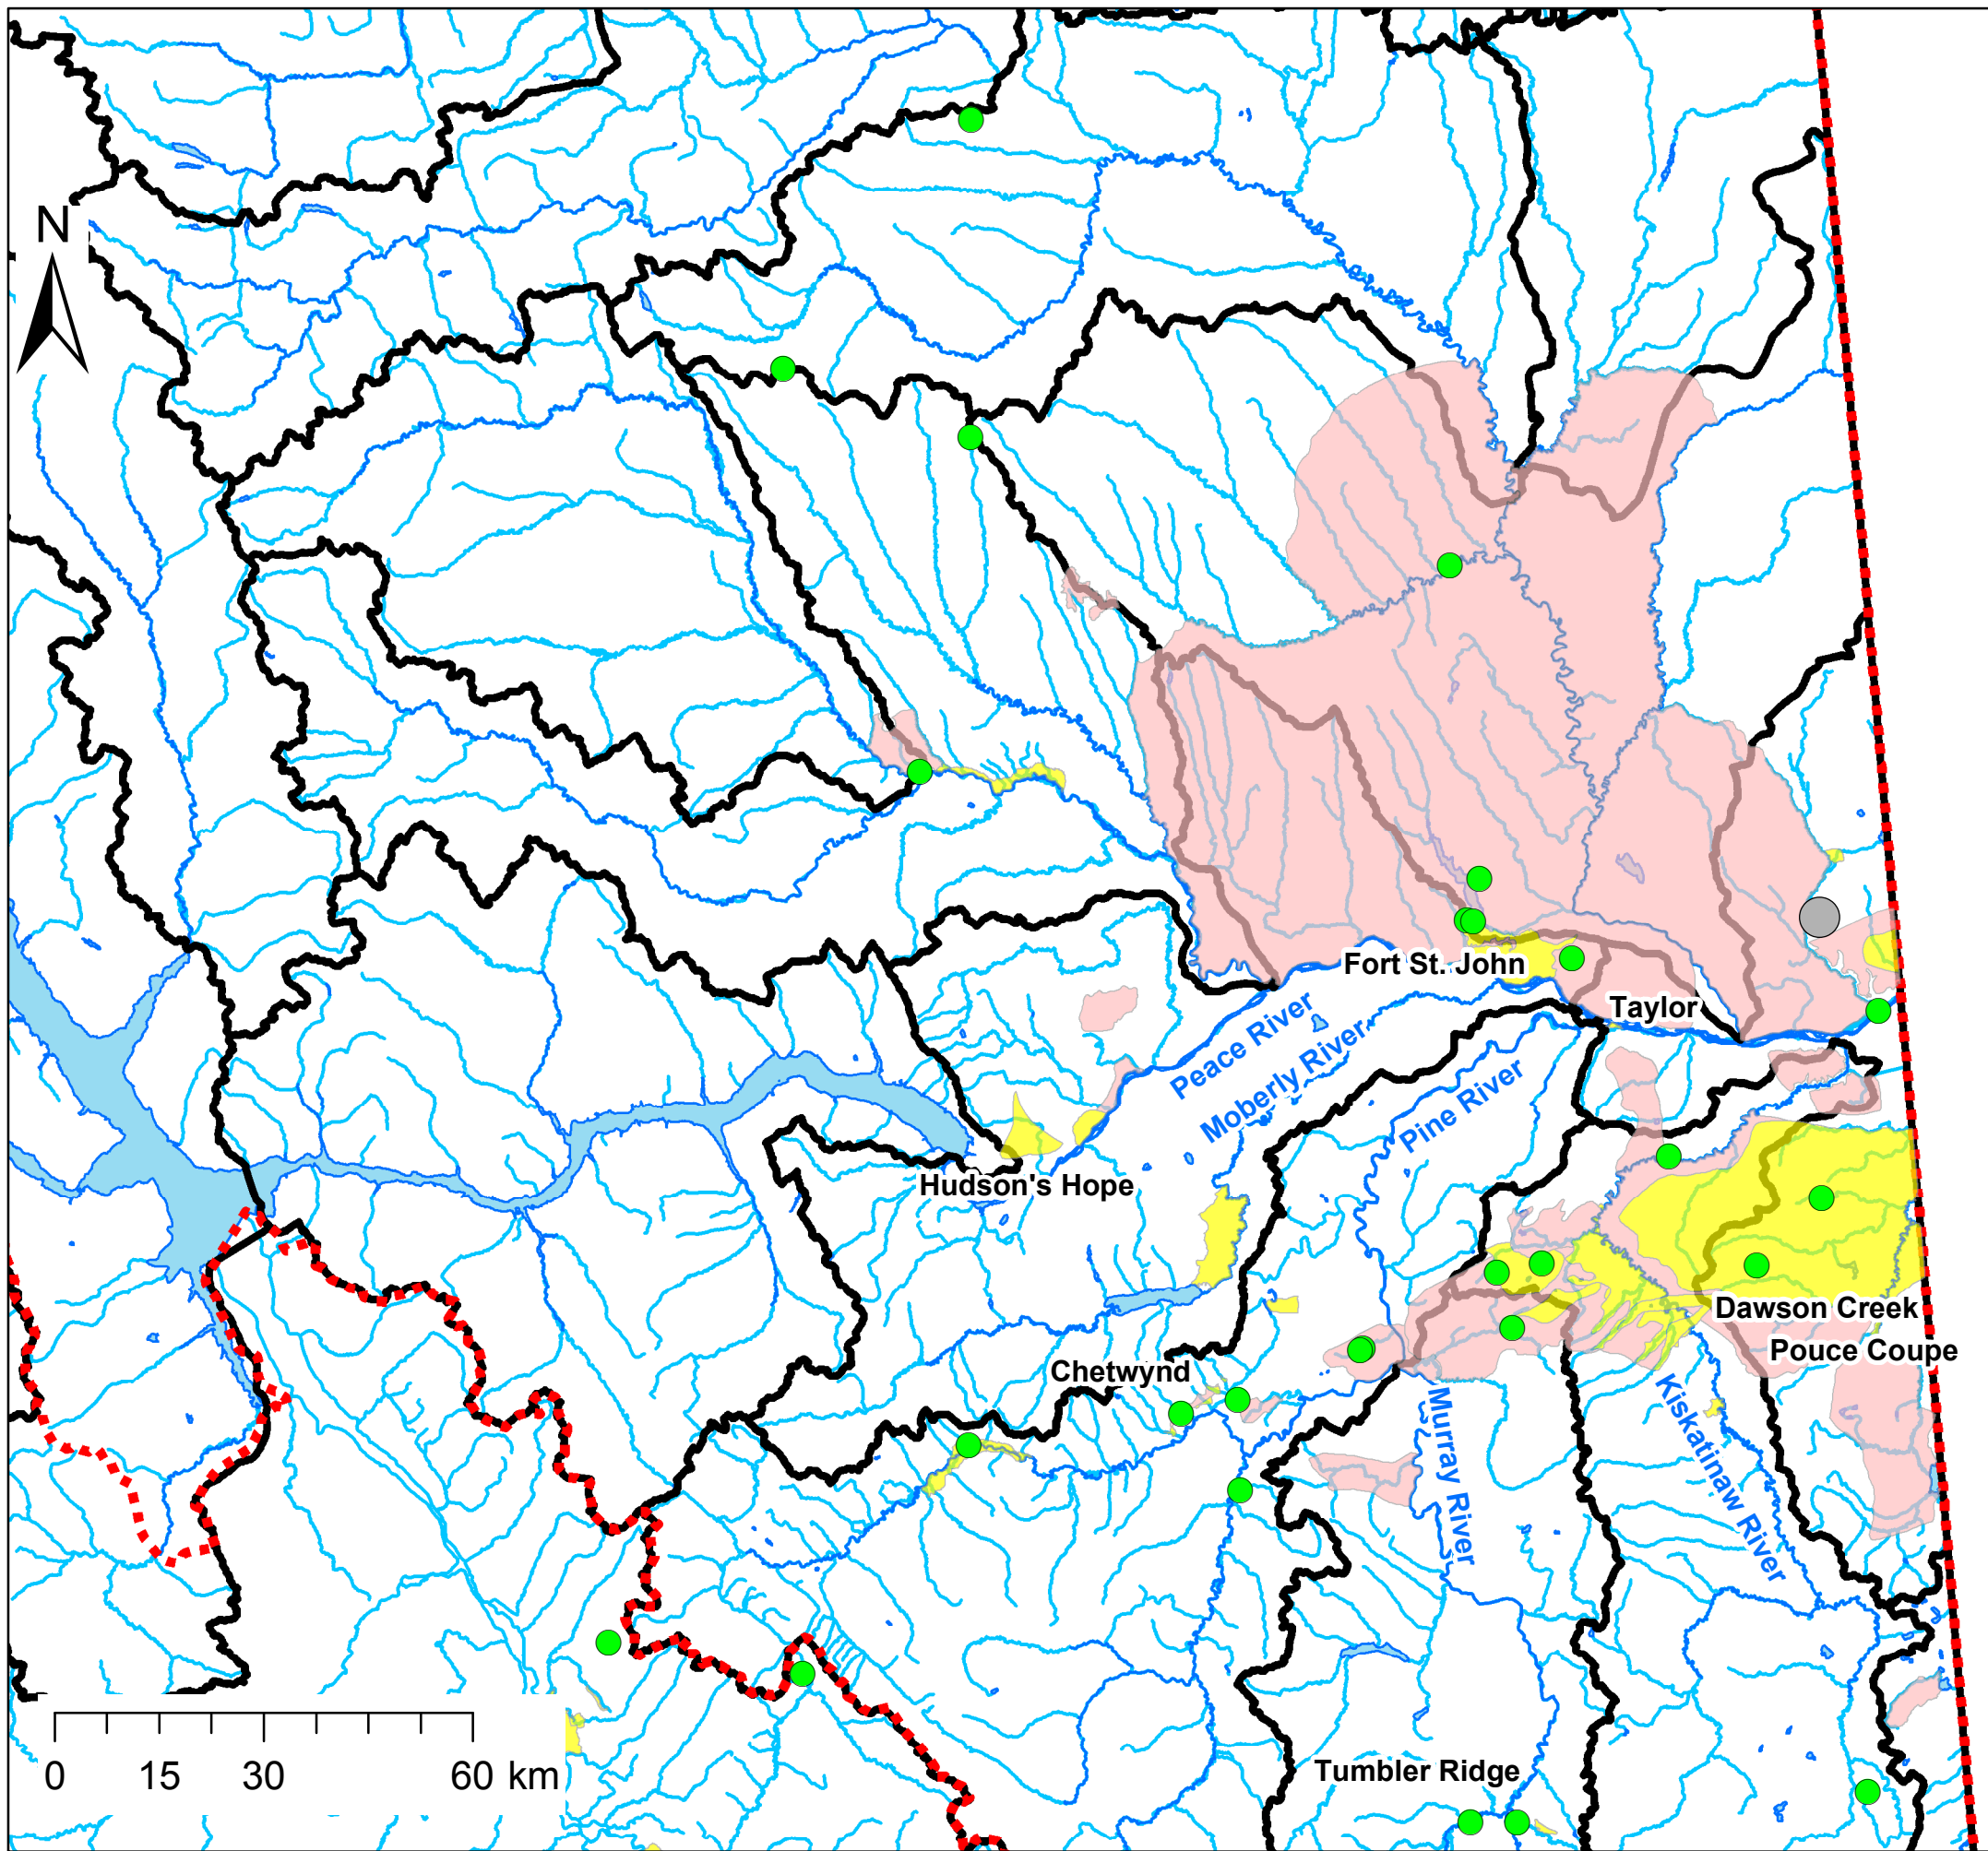 N
Fort St. John
Taylor
Peace River
Moberly River
Pine River
Hudson's Hope
Dawson Creek
Pouce Coupe
Chetwynd
Murray River
Kiskatinaw River
Tumbler Ridge
0 15 30 60 km